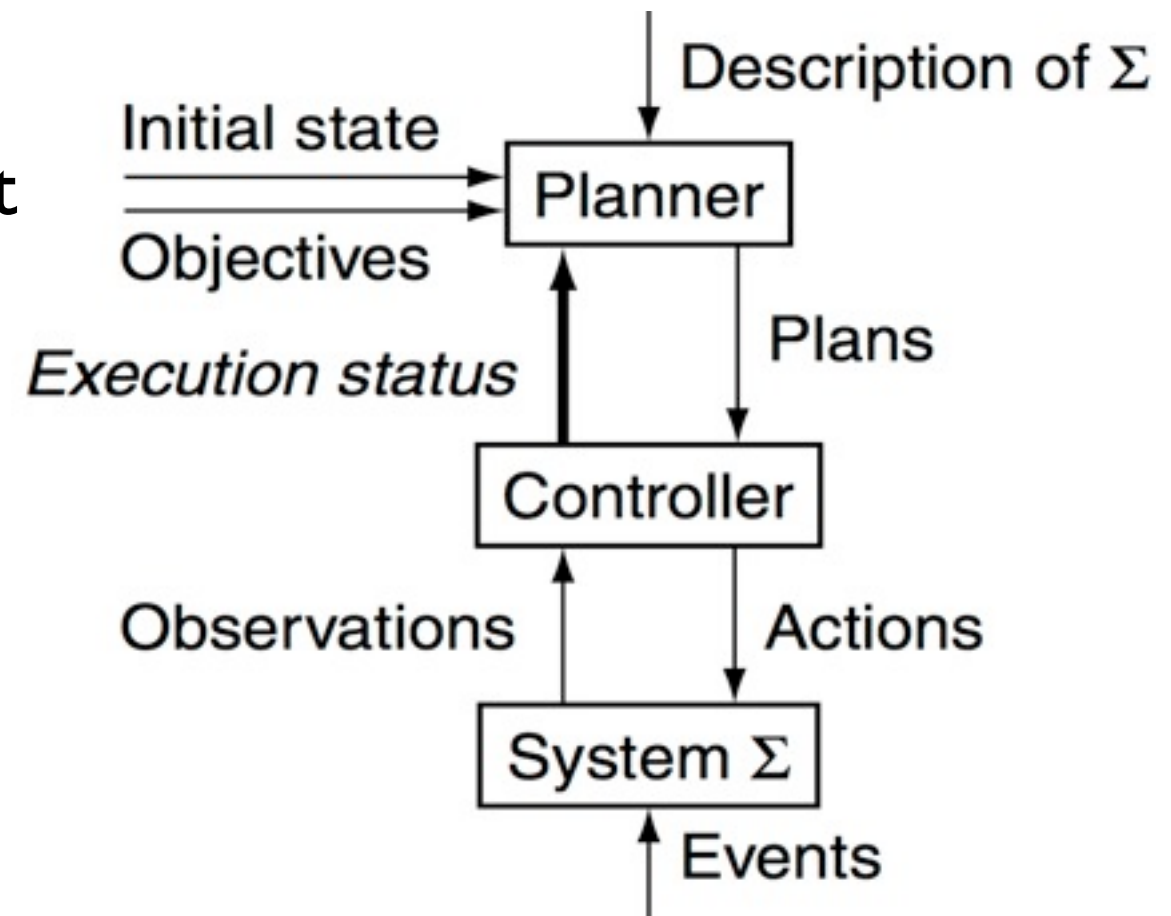 Description of Σ
Initial state
t
Planner
Objectives
Plans
Execution status
Controller
Observations
Actions
System Σ
Events